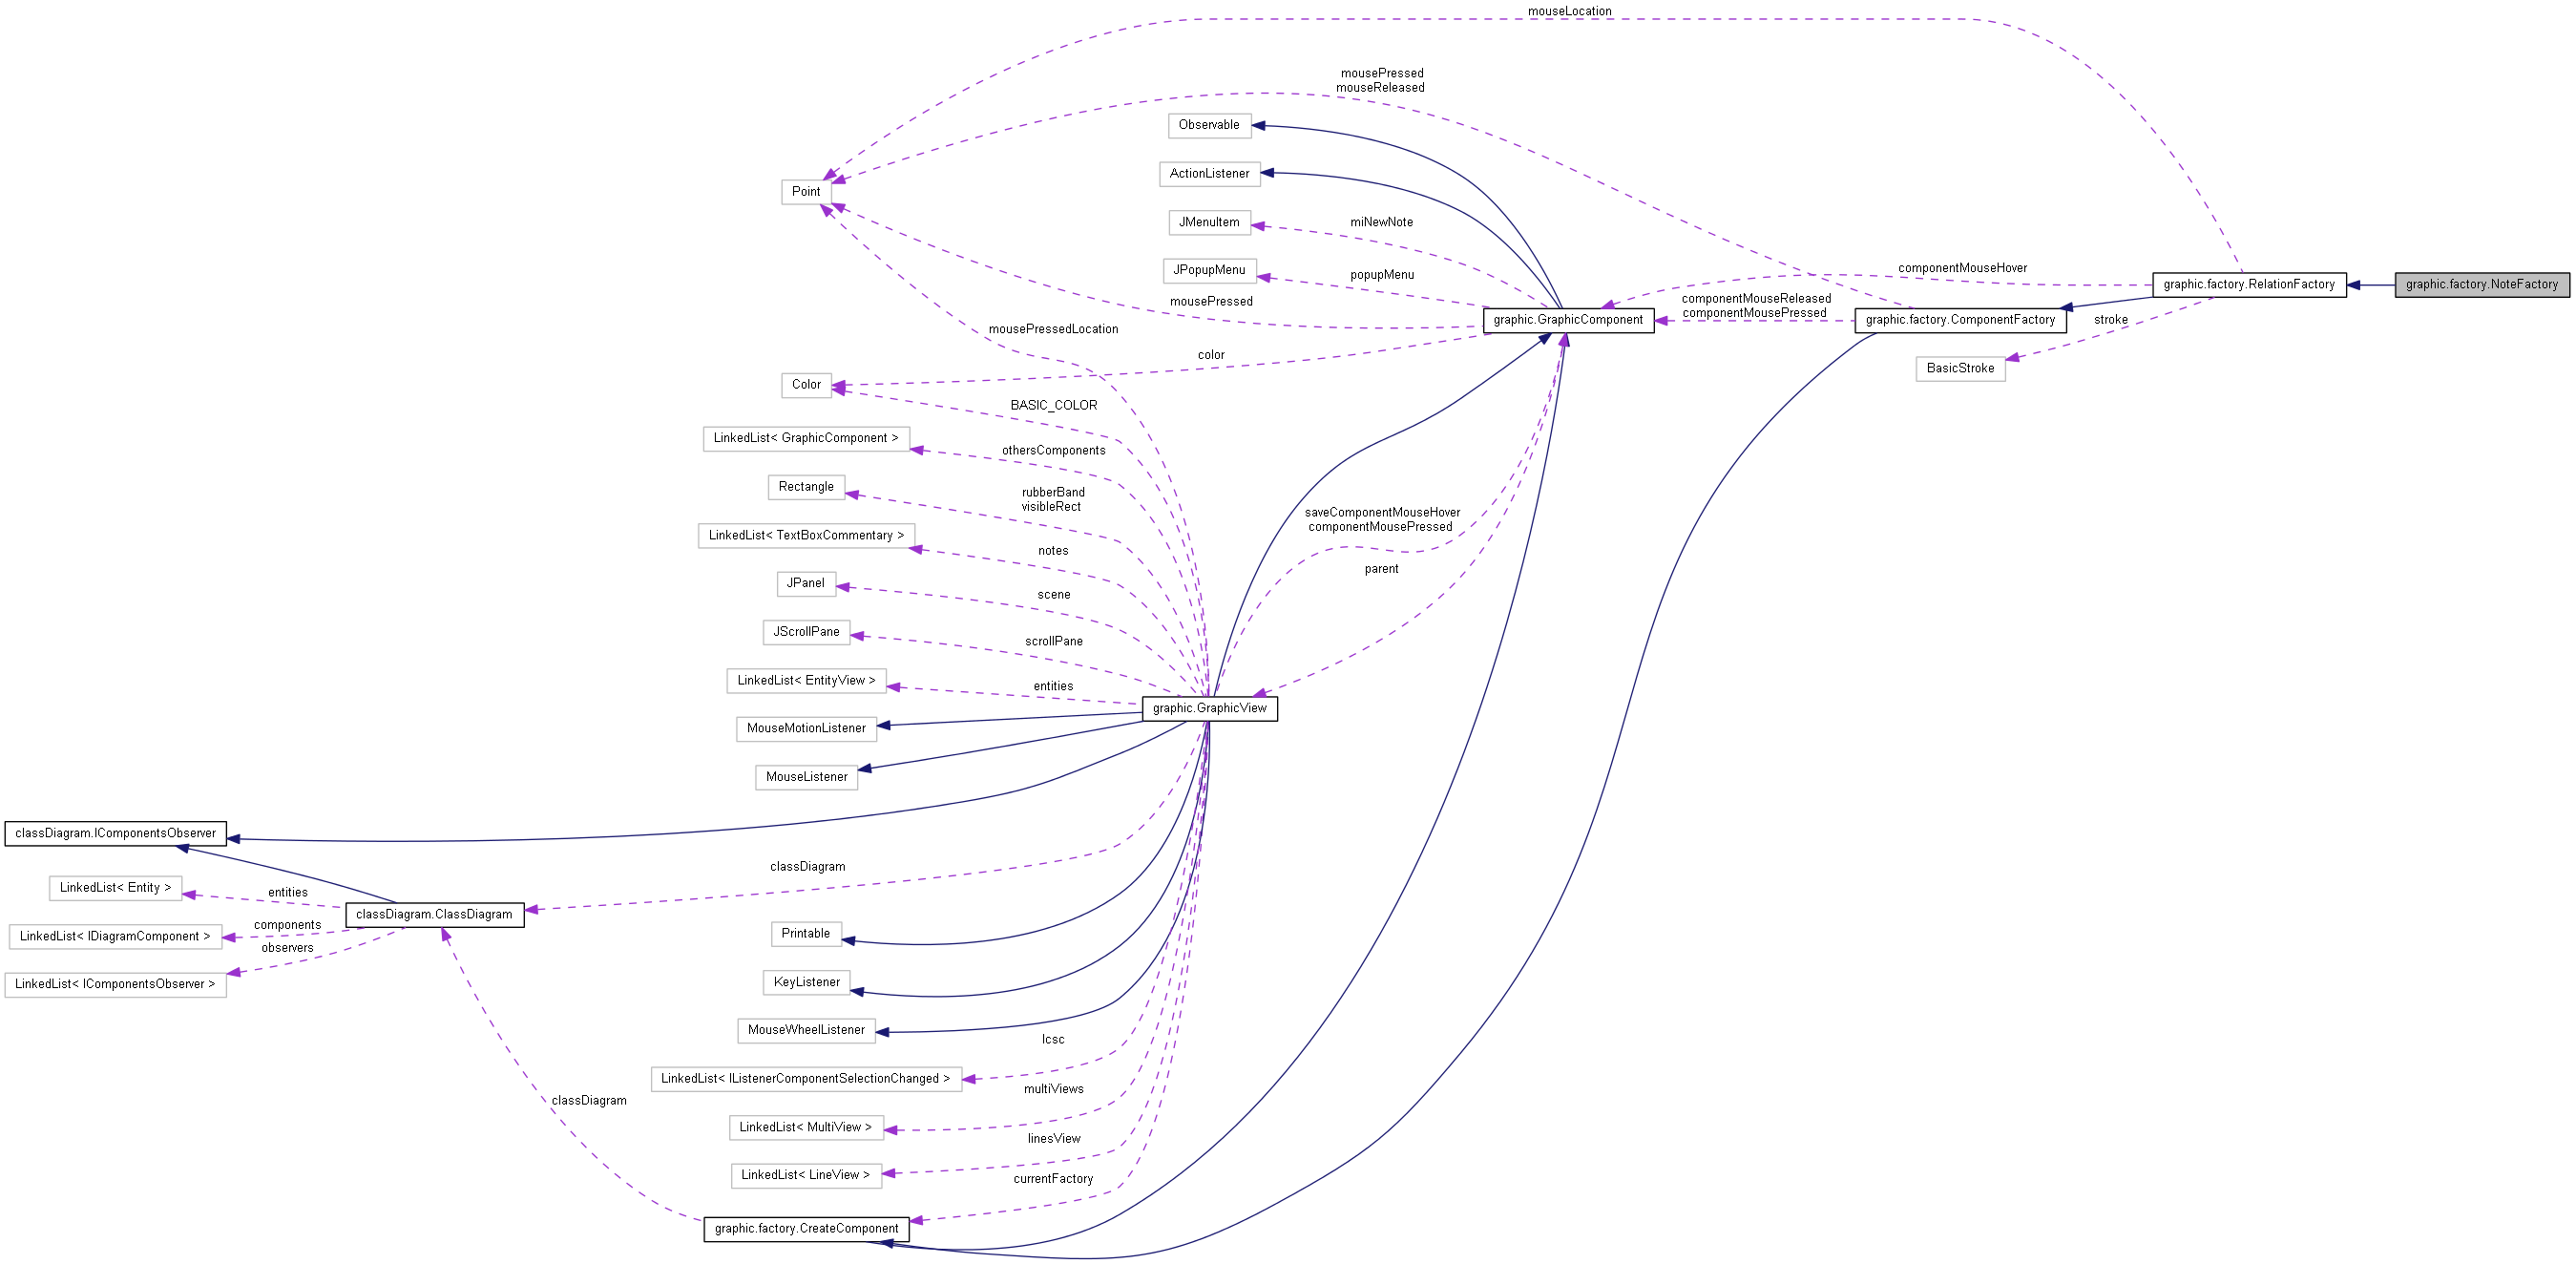 mouseLocation
mousePressed
mouseReleased
Observable
ActionListener
Point
JMenuItem
miNewNote
JPopupMenu
popupMenu
componentMouseHover
graphic.factory.RelationFactory
graphic.factory.NoteFactory
mousePressed
componentMouseReleased
componentMousePressed
mousePressedLocation
graphic.GraphicComponent
graphic.factory.ComponentFactory
stroke
color
BasicStroke
Color
BASIC_COLOR
LinkedList< GraphicComponent >
othersComponents
Rectangle
rubberBand
visibleRect
saveComponentMouseHover
componentMousePressed
LinkedList< TextBoxCommentary >
notes
parent
JPanel
scene
JScrollPane
scrollPane
LinkedList< EntityView >
entities
graphic.GraphicView
MouseMotionListener
MouseListener
classDiagram.IComponentsObserver
classDiagram
LinkedList< Entity >
entities
classDiagram.ClassDiagram
components
LinkedList< IDiagramComponent >
observers
Printable
LinkedList< IComponentsObserver >
KeyListener
MouseWheelListener
lcsc
LinkedList< IListenerComponentSelectionChanged >
multiViews
classDiagram
LinkedList< MultiView >
linesView
LinkedList< LineView >
currentFactory
graphic.factory.CreateComponent